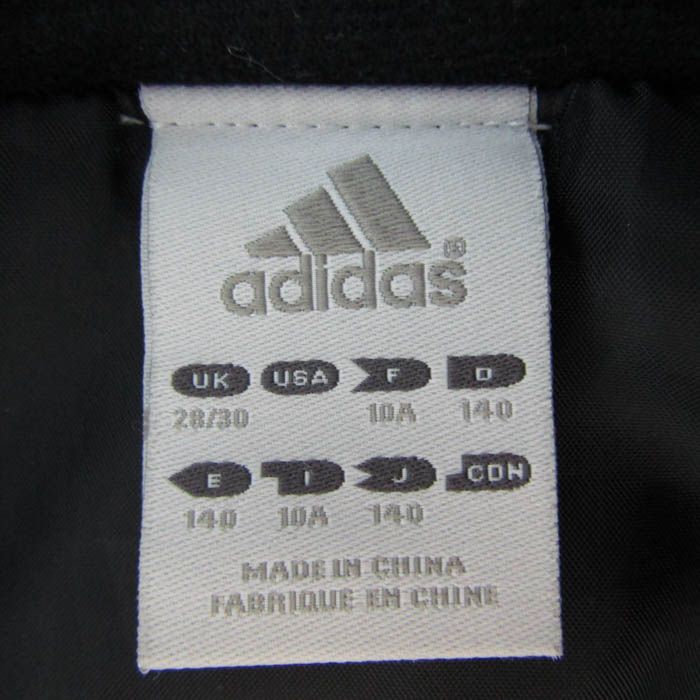 adidas®
UK USA F D
28/30 10A 140
E I J CDN
140 10A 140
MADE IN CHINA
FABRIQUE EN CHINE